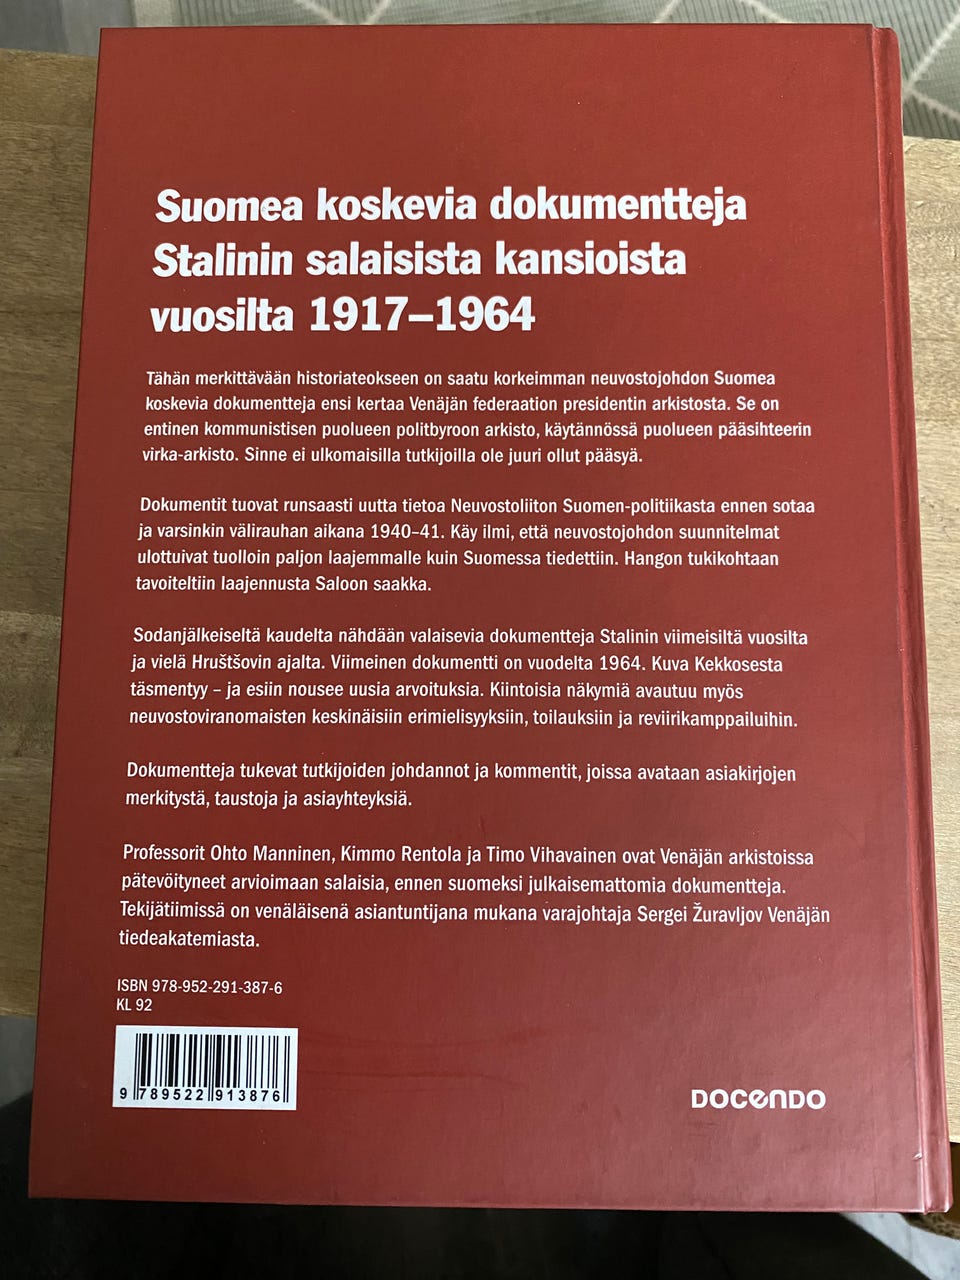 Suomea koskevia dokumentteja
Stalinin salaisista kansioista
vuosilta 1917–1964
Tähän merkittävään historiateokseen on saatu korkeimman neuvostojohdon Suomea
koskevia dokumentteja ensi kertaa Venäjän federaation presidentin arkistosta. Se on
entinen kommunistisen puolueen politbyroon arkisto, käytännössä puolueen pääsihteerin
virka-arkisto. Sinne ei ulkomaisilla tutkijoilla ole juuri ollut pääsyä.
Dokumentit tuovat runsaasti uutta tietoa Neuvostoliiton Suomen-politiikasta ennen sotaa
ja varsinkin välirauhan aikana 1940–41. Käy ilmi, että neuvostojohdon suunnitelmat
ulottuivat tuolloin paljon laajemmalle kuin Suomessa tiedettiin. Hangon tukikohtaan
tavoiteltiin laajennusta Saloon saakka.
Sodanjälkeiseltä kaudelta nähdään valaisevia dokumentteja Stalinin viimeisiltä vuosilta
ja vielä Hruštšovin ajalta. Viimeinen dokumentti on vuodelta 1964. Kuva Kekkosesta
täsmentyy – ja esiin nousee uusia arvoituksia. Kiintoisia näkymiä avautuu myös
neuvostoviranomaisten keskinäisiin erimielisyyksiin, toilauksiin ja reviirikamppailuihin.
Dokumentteja tukevat tutkijoiden johdannot ja kommentit, joissa avataan asiakirjojen
merkitystä, taustoja ja asiayhteyksiä.
Professorit Ohto Manninen, Kimmo Rentola ja Timo Vihavainen ovat Venäjän arkistoissa
pätevöityneet arvioimaan salaisia, ennen suomeksi julkaisemattomia dokumentteja.
Tekijätiimissä on venäläisenä asiantuntijana mukana varajohtaja Sergei Žuravljov Venäjän
tiedeakatemiasta.
ISBN 978-952-291-387-6
KL 92
9 789522 913876
DOCENDO